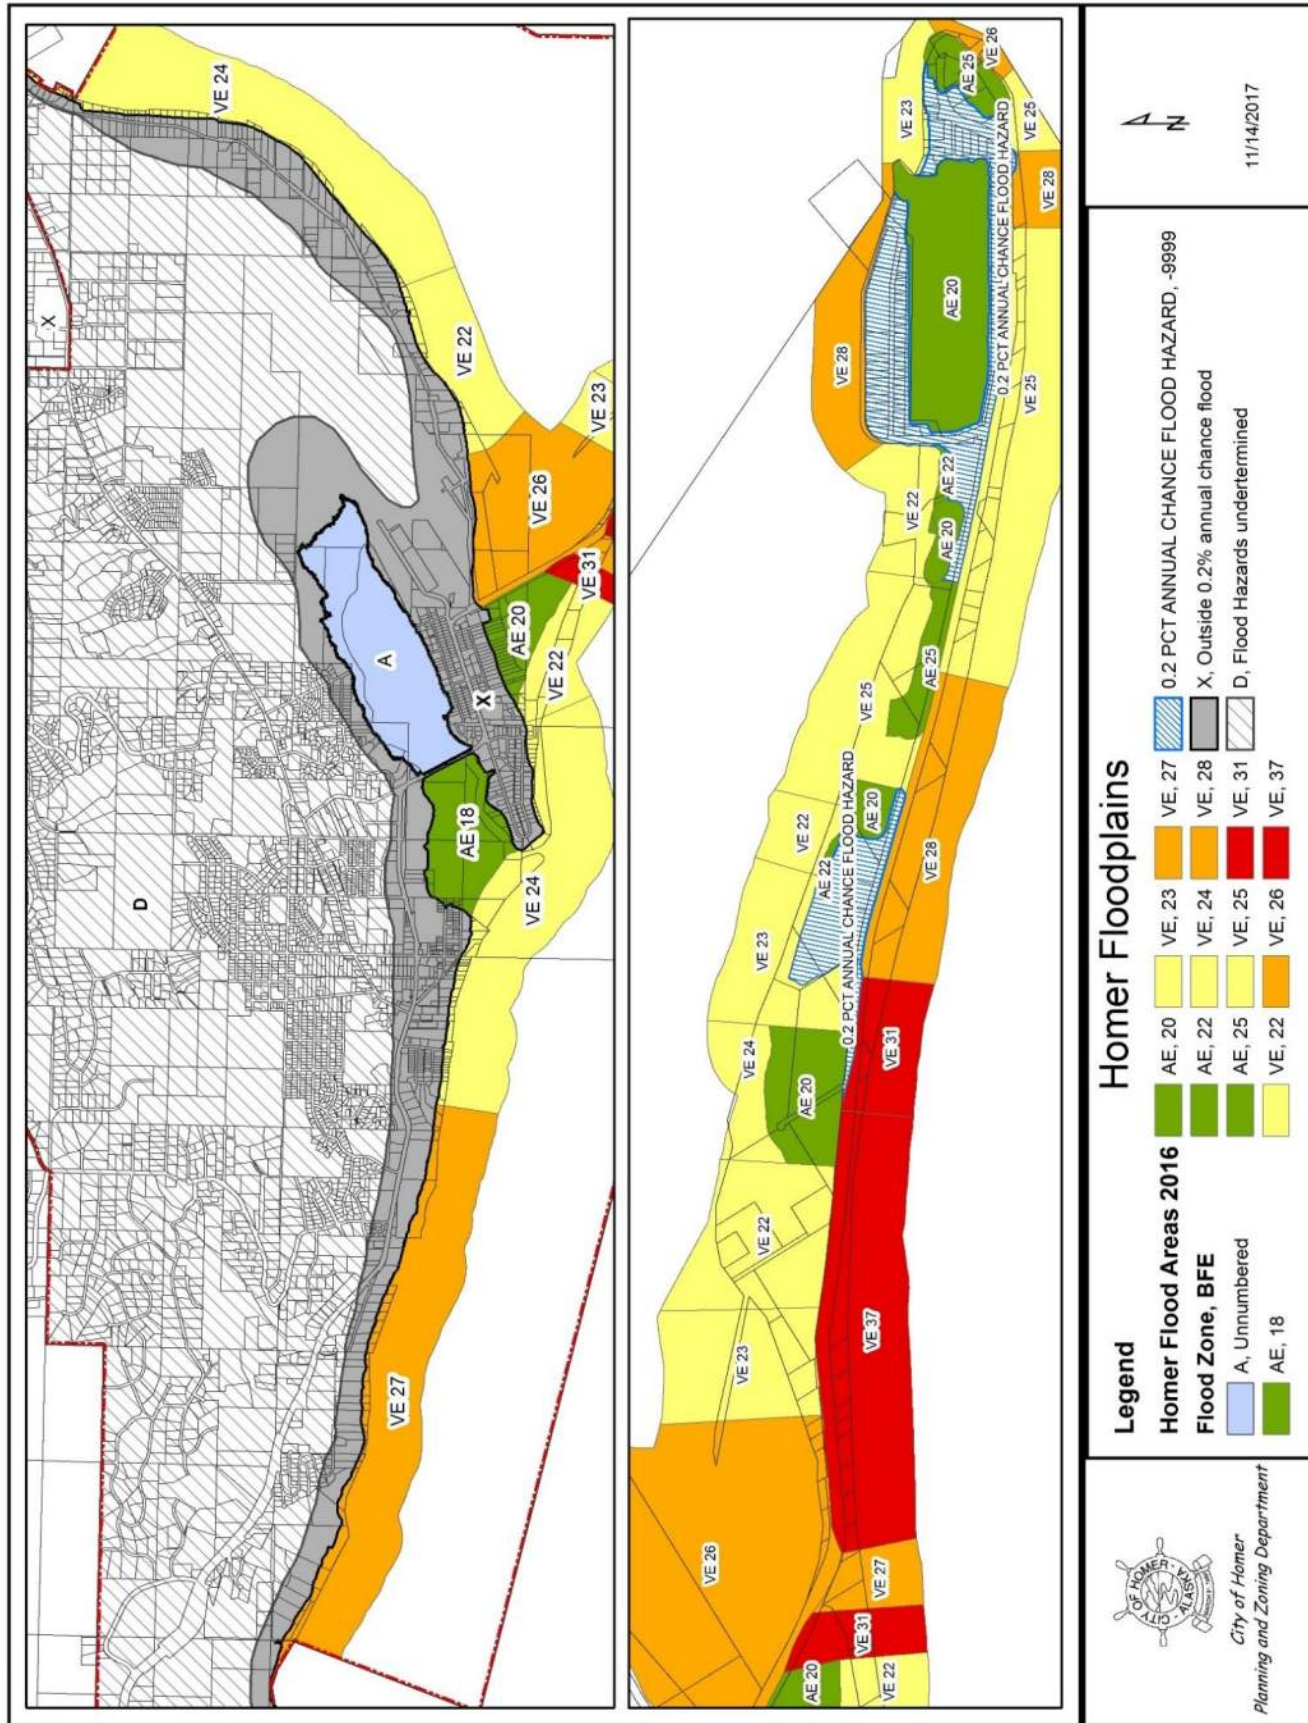 VE 24
X
VE 22
VE 23
VE 26
VE 31
AE 20
VE 22
A
X
AE 18
D
VE 24
VE 27
VE 26
AE 25
VE 23
VE 25
0.2 PCT ANNUAL CHANCE FLOOD HAZARD
VE 28
AE 20
VE 28
VE 25
AE 22
VE 22
AE 20
AE 25
VE 25
0.2 PCT ANNUAL CHANCE FLOOD HAZARD
AE 20
VE 22
AE 22
VE 28
VE 23
VE 31
VE 24
AE 20
VE 22
VE 37
VE 23
VE 26
VE 27
VE 31
AE 20
VE 22
Homer Floodplains
Legend
Homer Flood Areas 2016
Flood Zone, BFE
A, Unnumbered
AE, 18
AE, 20
AE, 22
AE, 25
VE, 22
VE, 23
VE, 24
VE, 25
VE, 26
VE, 27
VE, 28
VE, 31
VE, 37
0.2 PCT ANNUAL CHANCE FLOOD HAZARD, -9999
X, Outside 0.2% annual chance flood
D, Flood Hazards undertermined
N
11/14/2017
CITY OF HOMER
ALASKA
City of Homer
Planning and Zoning Department